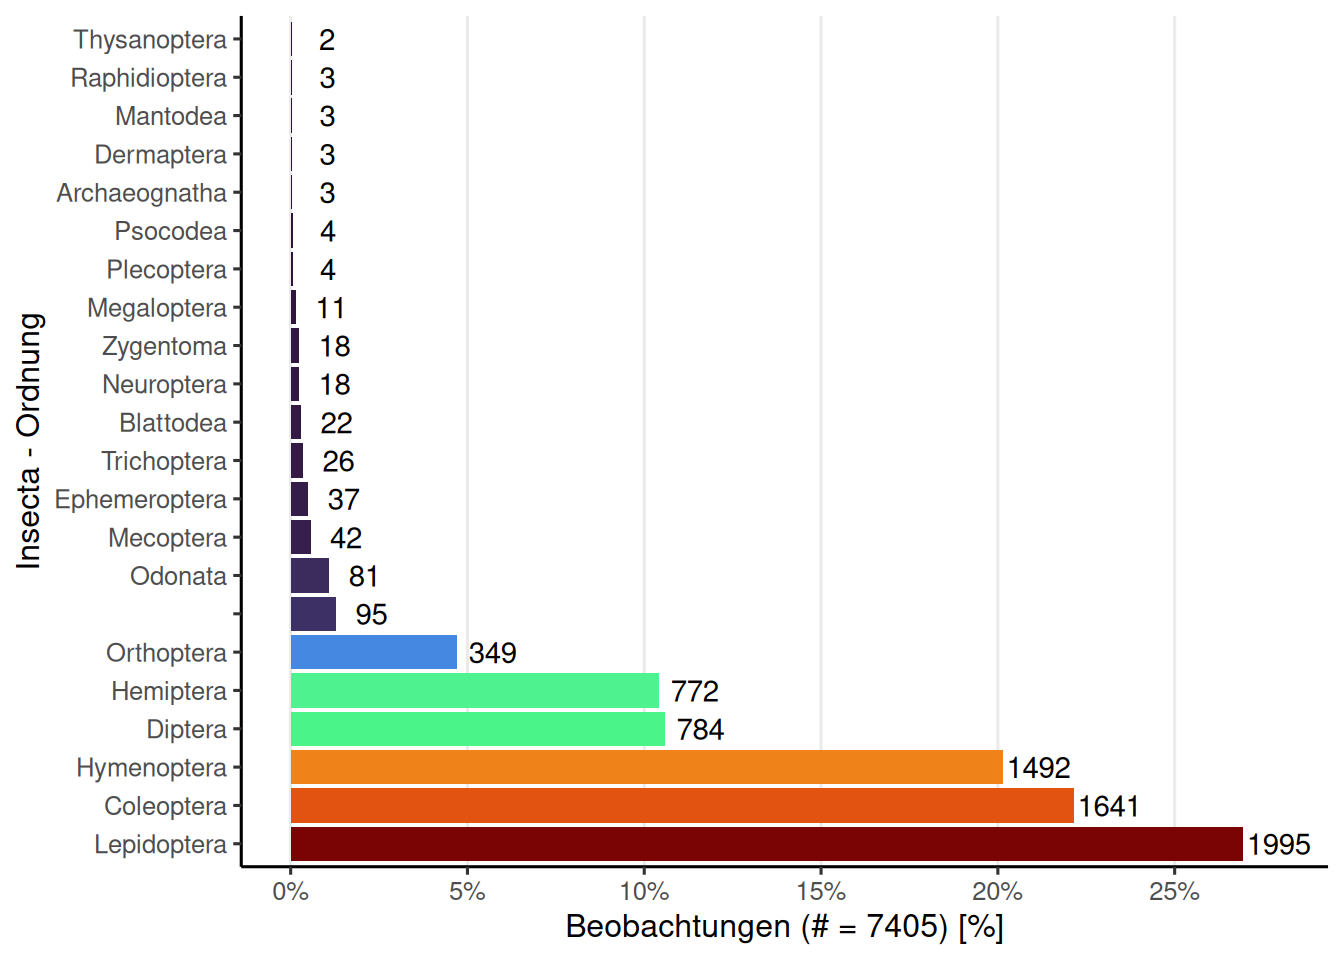 Insecta - Ordnung
Thysanoptera 2
Raphidioptera 3
Mantodea 3
Dermaptera 3
Archaeognatha 3
Psocodea 4
Plecoptera 4
Megaloptera 11
Zygentoma 18
Neuroptera 18
Blattodea 22
Trichoptera 26
Ephemeroptera 37
Mecoptera 42
Odonata 81
95
Orthoptera 349
Hemiptera 772
Diptera 784
Hymenoptera 1492
Coleoptera 1641
Lepidoptera 1995
0% 5% 10% 15% 20% 25%
Beobachtungen (# = 7405) [%]